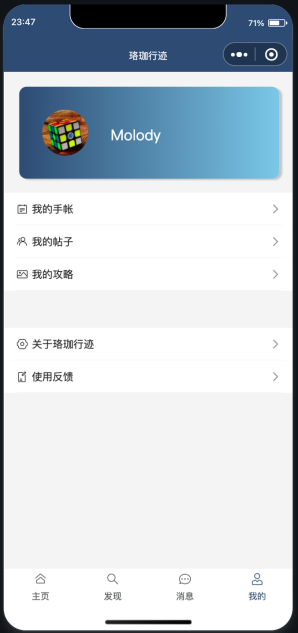 23:47
71%
珞珈行迹
Molody
我的手帐
我的帖子
我的攻略
关于珞珈行迹
使用反馈
主页
发现
消息
我的